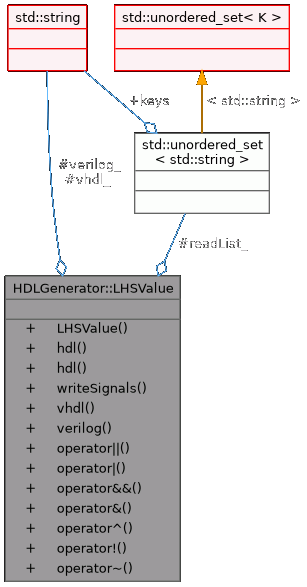 std::string
std::unordered_set< K >
+keys
< std::string >
std::unordered_set
< std::string >
#verilog_
#vhdl_
#readList_
HDLGenerator::LHSValue
+ LHSValue()
+ hdl()
+ hdl()
+ writeSignals()
+ vhdl()
+ verilog()
+ operator||()
+ operator|()
+ operator&&()
+ operator&()
+ operator^()
+ operator!()
+ operator~()